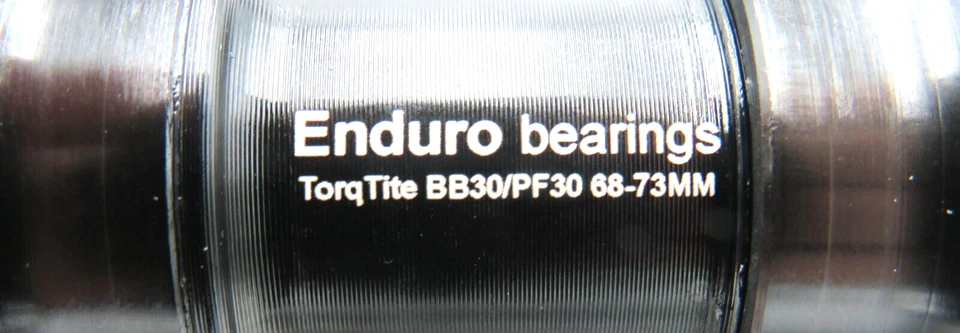 Enduro bearings
TorqTite BB30/PF30 68-73MM